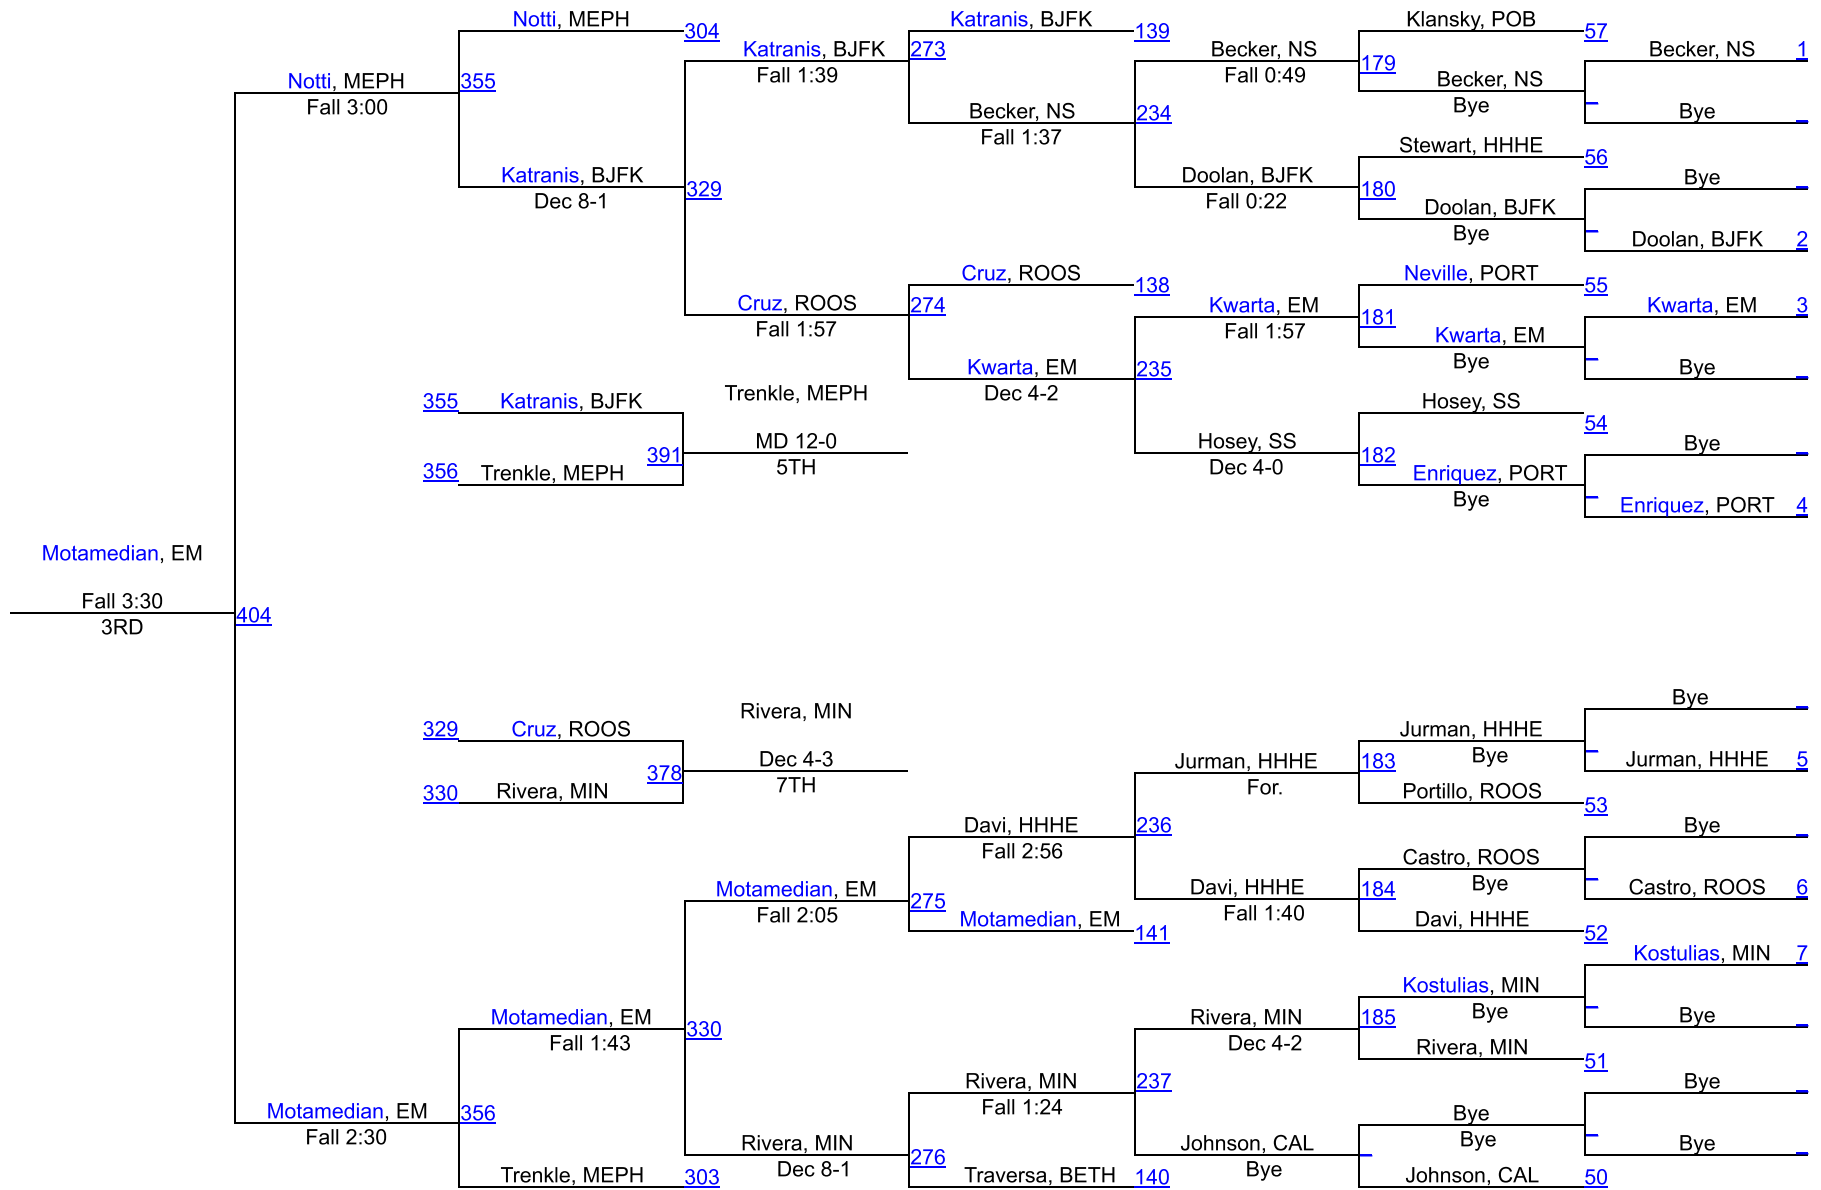 Notti, MEPH
304
Katranis, BJFK
139
Klansky, POB
57
Katranis, BJFK
273
Becker, NS
179
Becker, NS
1
Notti, MEPH
355
Fall 1:39
Fall 0:49
Becker, NS
Fall 3:00
Bye
Becker, NS
234
Bye
Fall 1:37
Stewart, HHHE
56
Katranis, BJFK
329
Doolan, BJFK
180
Bye
Dec 8-1
Fall 0:22
Doolan, BJFK
Bye
Doolan, BJFK
2
Cruz, ROOS
138
Neville, PORT
55
Cruz, ROOS
274
Kwarta, EM
181
Kwarta, EM
3
Fall 1:57
Fall 1:57
Kwarta, EM
Bye
Kwarta, EM
235
Bye
Trenkle, MEPH
Dec 4-2
355
Katranis, BJFK
Hosey, SS
54
MD 12-0
Hosey, SS
182
Bye
356
Trenkle, MEPH
391
5TH
Dec 4-0
Enriquez, PORT
Bye
Enriquez, PORT
4
Motamedian, EM
Fall 3:30
3RD
404
Bye
Rivera, MIN
329
Cruz, ROOS
Jurman, HHHE
Dec 4-3
Jurman, HHHE
183
Bye
Jurman, HHHE
5
330
Rivera, MIN
378
7TH
For.
Portillo, ROOS
53
Davi, HHHE
236
Bye
Fall 2:56
Castro, ROOS
Motamedian, EM
275
Davi, HHHE
184
Bye
Castro, ROOS
6
Fall 2:05
Motamedian, EM
141
Fall 1:40
Davi, HHHE
52
Kostulias, MIN
7
Kostulias, MIN
Motamedian, EM
330
Rivera, MIN
185
Bye
Bye
Fall 1:43
Dec 4-2
Rivera, MIN
51
Rivera, MIN
237
Bye
Motamedian, EM
356
Fall 1:24
Bye
Fall 2:30
Rivera, MIN
276
Johnson, CAL
Bye
Bye
Dec 8-1
Bye
Trenkle, MEPH
303
Traversa, BETH
140
Johnson, CAL
50